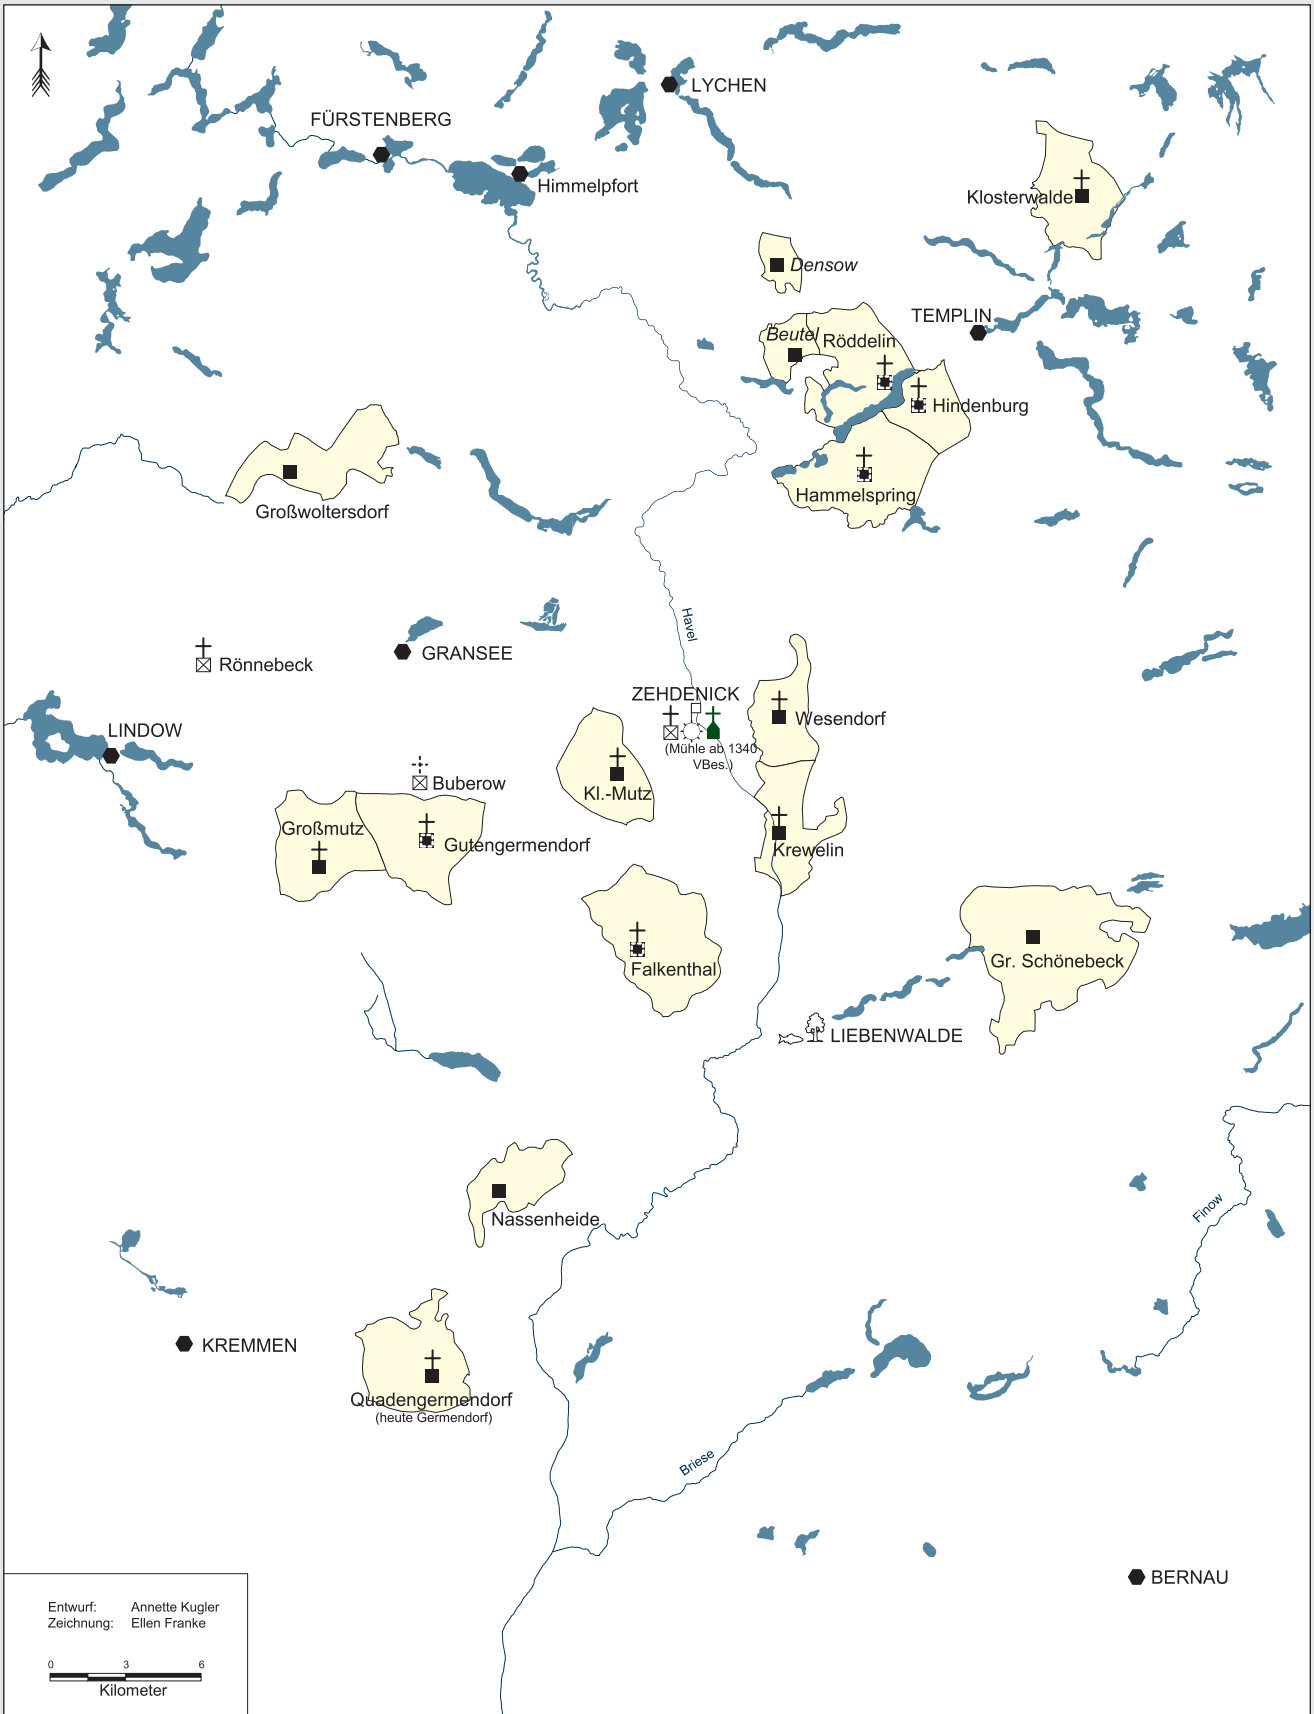 LYCHEN
FÜRSTENBERG
Himmelpfort
Klosterwalde
Densow
TEMPLIN
Beutel
Röddelin
Hindenburg
Hammelspring
Großwoltersdorf
Havel
GRANSEE
Rönnebeck
ZEHDENICK
(Mühle ab 1340
VBes.)
Wesendorf
LINDOW
Buberow
Kl.-Mutz
Großmutz
Gutengermendorf
Krewelin
Falkenthal
Gr. Schönebeck
LIEBENWALDE
Nassenheide
Finow
KREMMEN
Quadengermendorf
(heute Germendorf)
Briese
BERNAU
Entwurf: Annette Kugler
Zeichnung: Ellen Franke
0 3 6
Kilometer